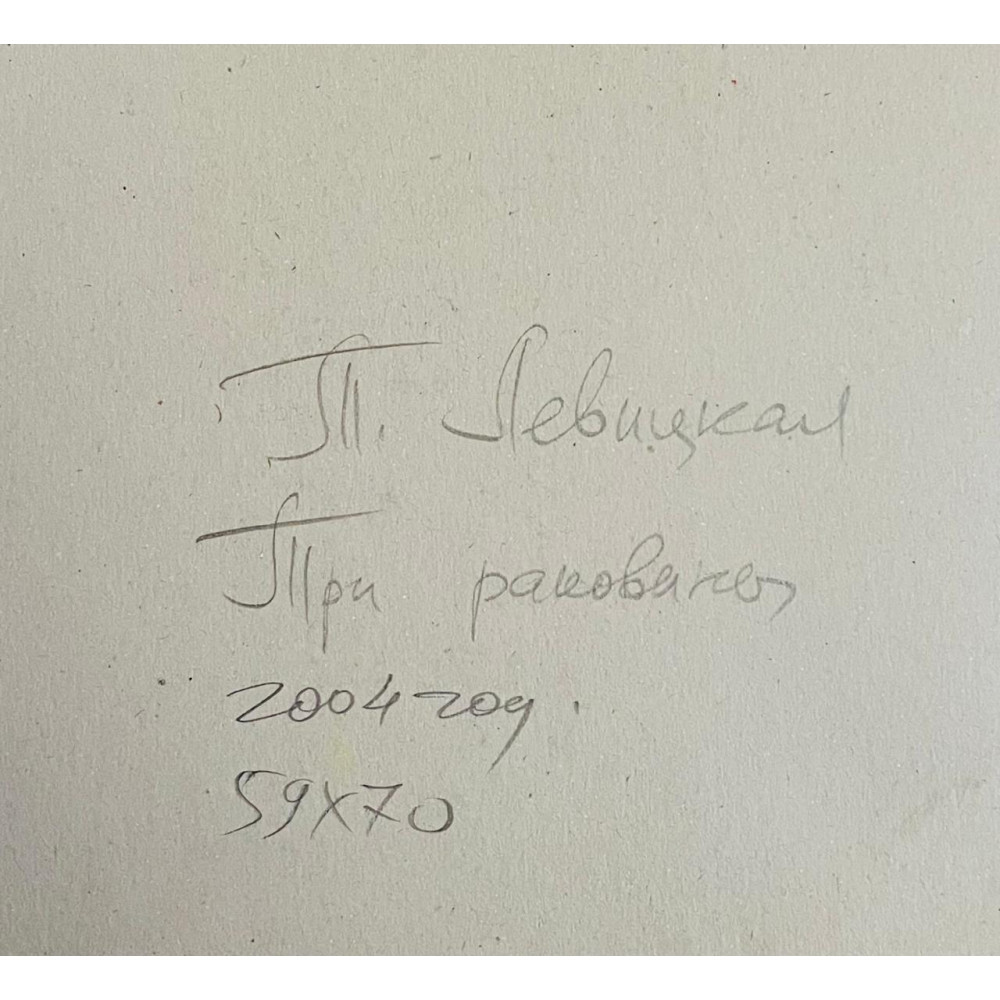 Т. Левицкая
Три раковины
2004 год.
59х70